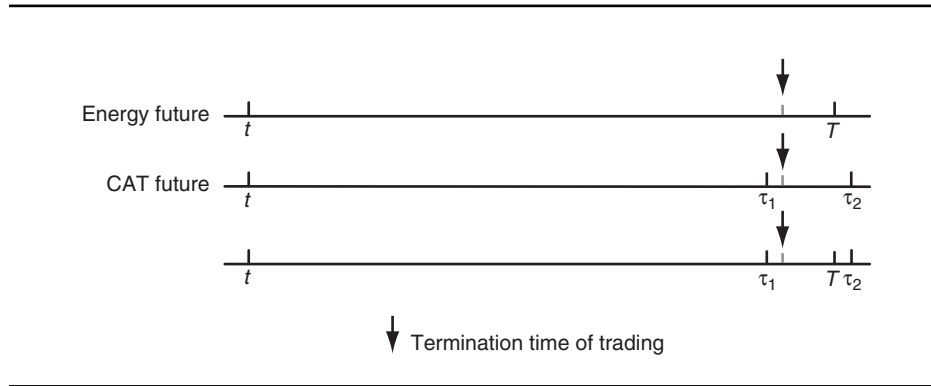 Energy future
t T
CAT future
t τ1 τ2
t τ1 T τ2
Termination time of trading